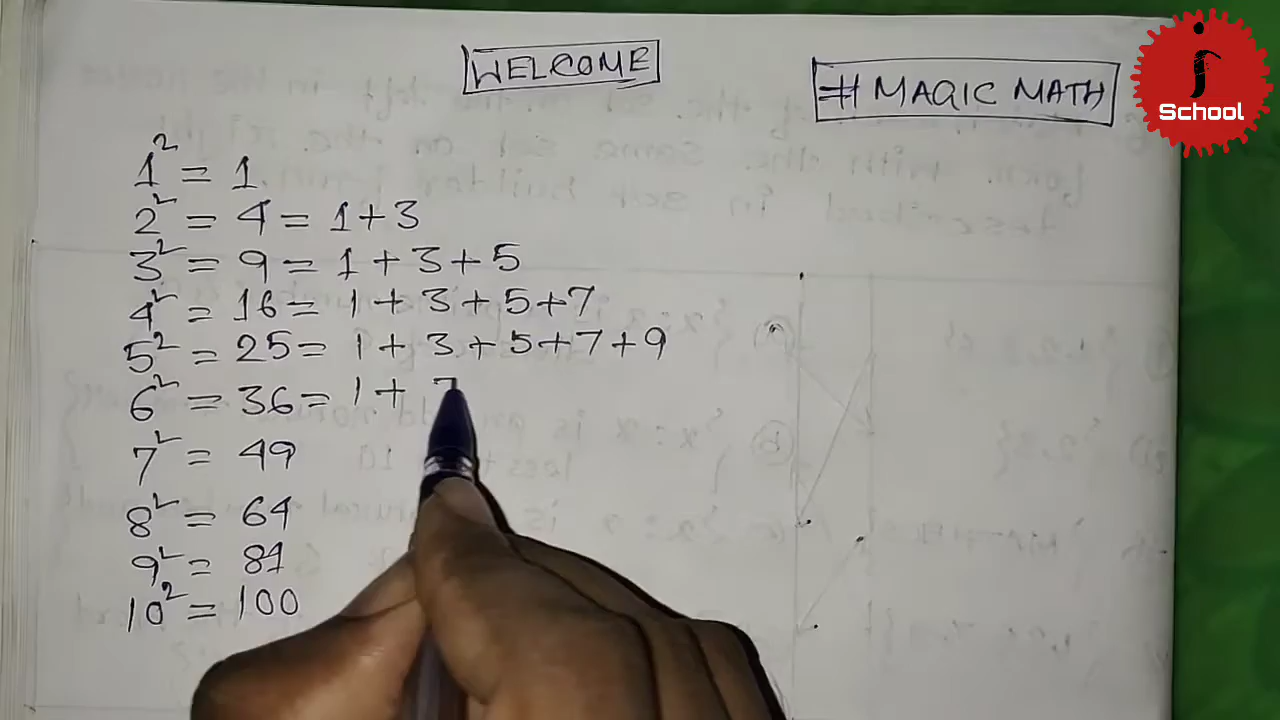 WELCOME
# MAGIC MATH
j
School
1² = 1
2² = 4 = 1+3
3² = 9 = 1 + 3 + 5
4² = 16 = 1 + 3 + 5 + 7
5² = 25 = 1 + 3 + 5 + 7 + 9
6² = 36 = 1 +
7² = 49
8² = 64
9² = 81
10² = 100